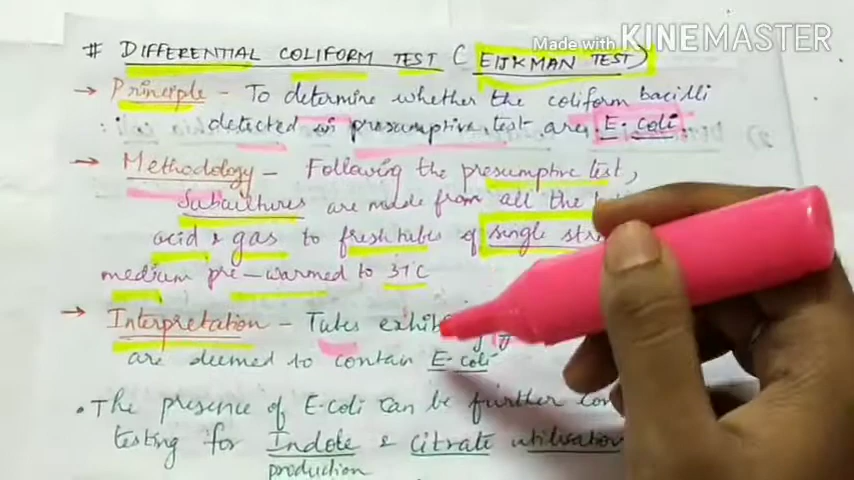 Made with KINEMASTER
# DIFFERENTIAL COLIFORM TEST ( EIJKMAN TEST)
→ Principle - To determine whether the coliform bacilli
detected in presumptive test are E. coli.
→ Methodology - Following the presumptive test,
Subcultures are made from all the
acid & gas to fresh tubes of single
medium pre-warmed to 37°C
→ Interpretation - Tubes
are deemed to contain E-coli
• The presence of E-coli can be further
testing for Indole & citrate utilisation
production